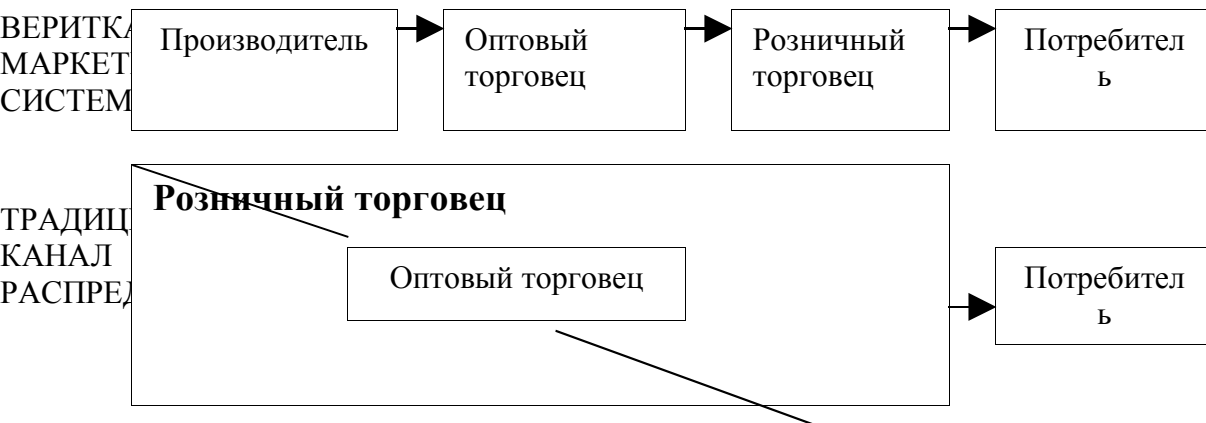 ВЕРИТКА
МАРКЕТ
СИСТЕМ
Производитель
Оптовый
торговец
Розничный
торговец
Потребител
ь
ТРАДИЦ
КАНАЛ
РАСПРЕД
Розничный торговец
Оптовый торговец
Потребител
ь